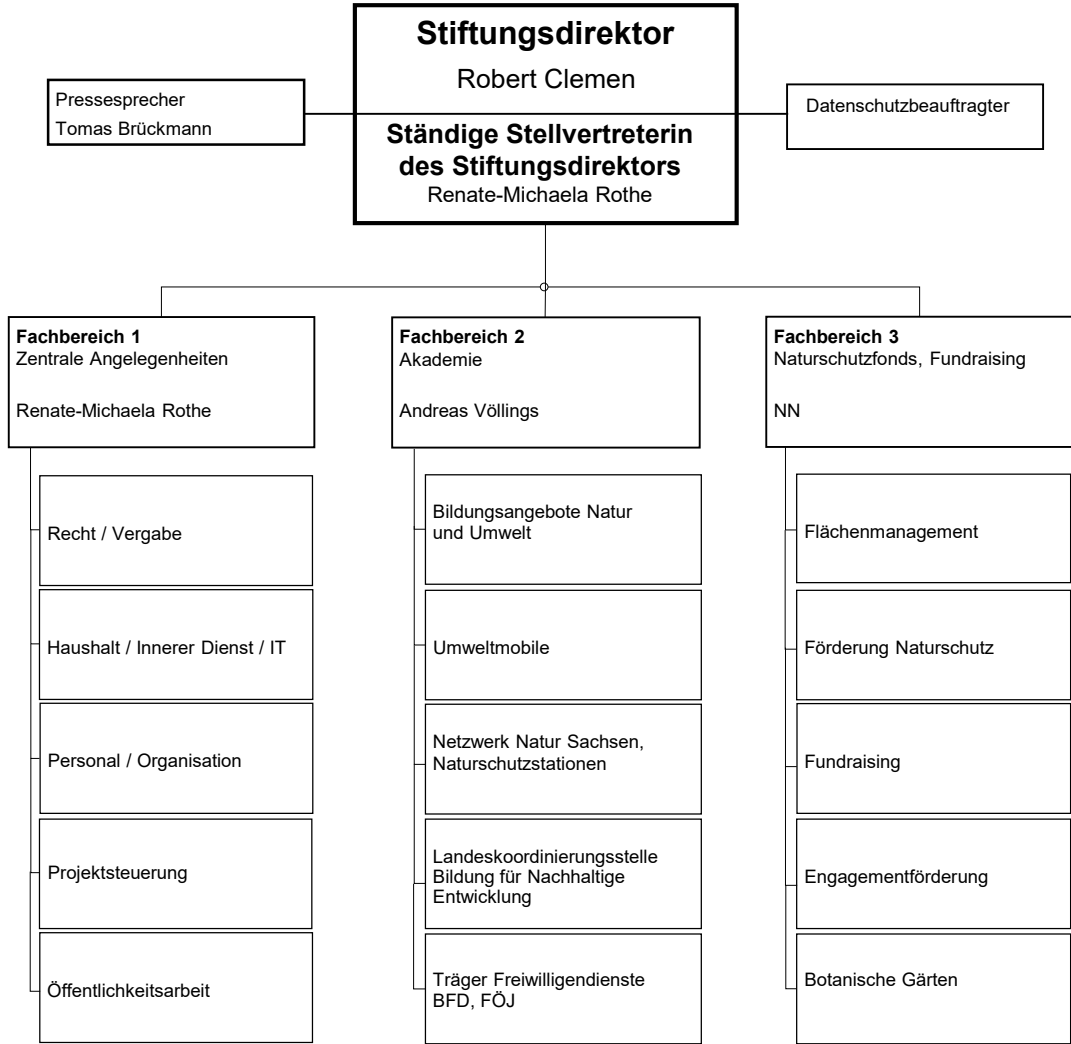 Stiftungsdirektor
Robert Clemen
Pressesprecher
Tomas Brückmann
Datenschutzbeauftragter
Ständige Stellvertreterin
des Stiftungsdirektors
Renate-Michaela Rothe
Fachbereich 1
Zentrale Angelegenheiten
Renate-Michaela Rothe
Recht / Vergabe
Haushalt / Innerer Dienst / IT
Personal / Organisation
Projektsteuerung
Öffentlichkeitsarbeit
Fachbereich 2
Akademie
Andreas Völlings
Bildungsangebote Natur
und Umwelt
Umweltmobile
Netzwerk Natur Sachsen,
Naturschutzstationen
Landeskoordinierungsstelle
Bildung für Nachhaltige
Entwicklung
Träger Freiwilligendienste
BFD, FÖJ
Fachbereich 3
Naturschutzfonds, Fundraising
NN
Flächenmanagement
Förderung Naturschutz
Fundraising
Engagementförderung
Botanische Gärten